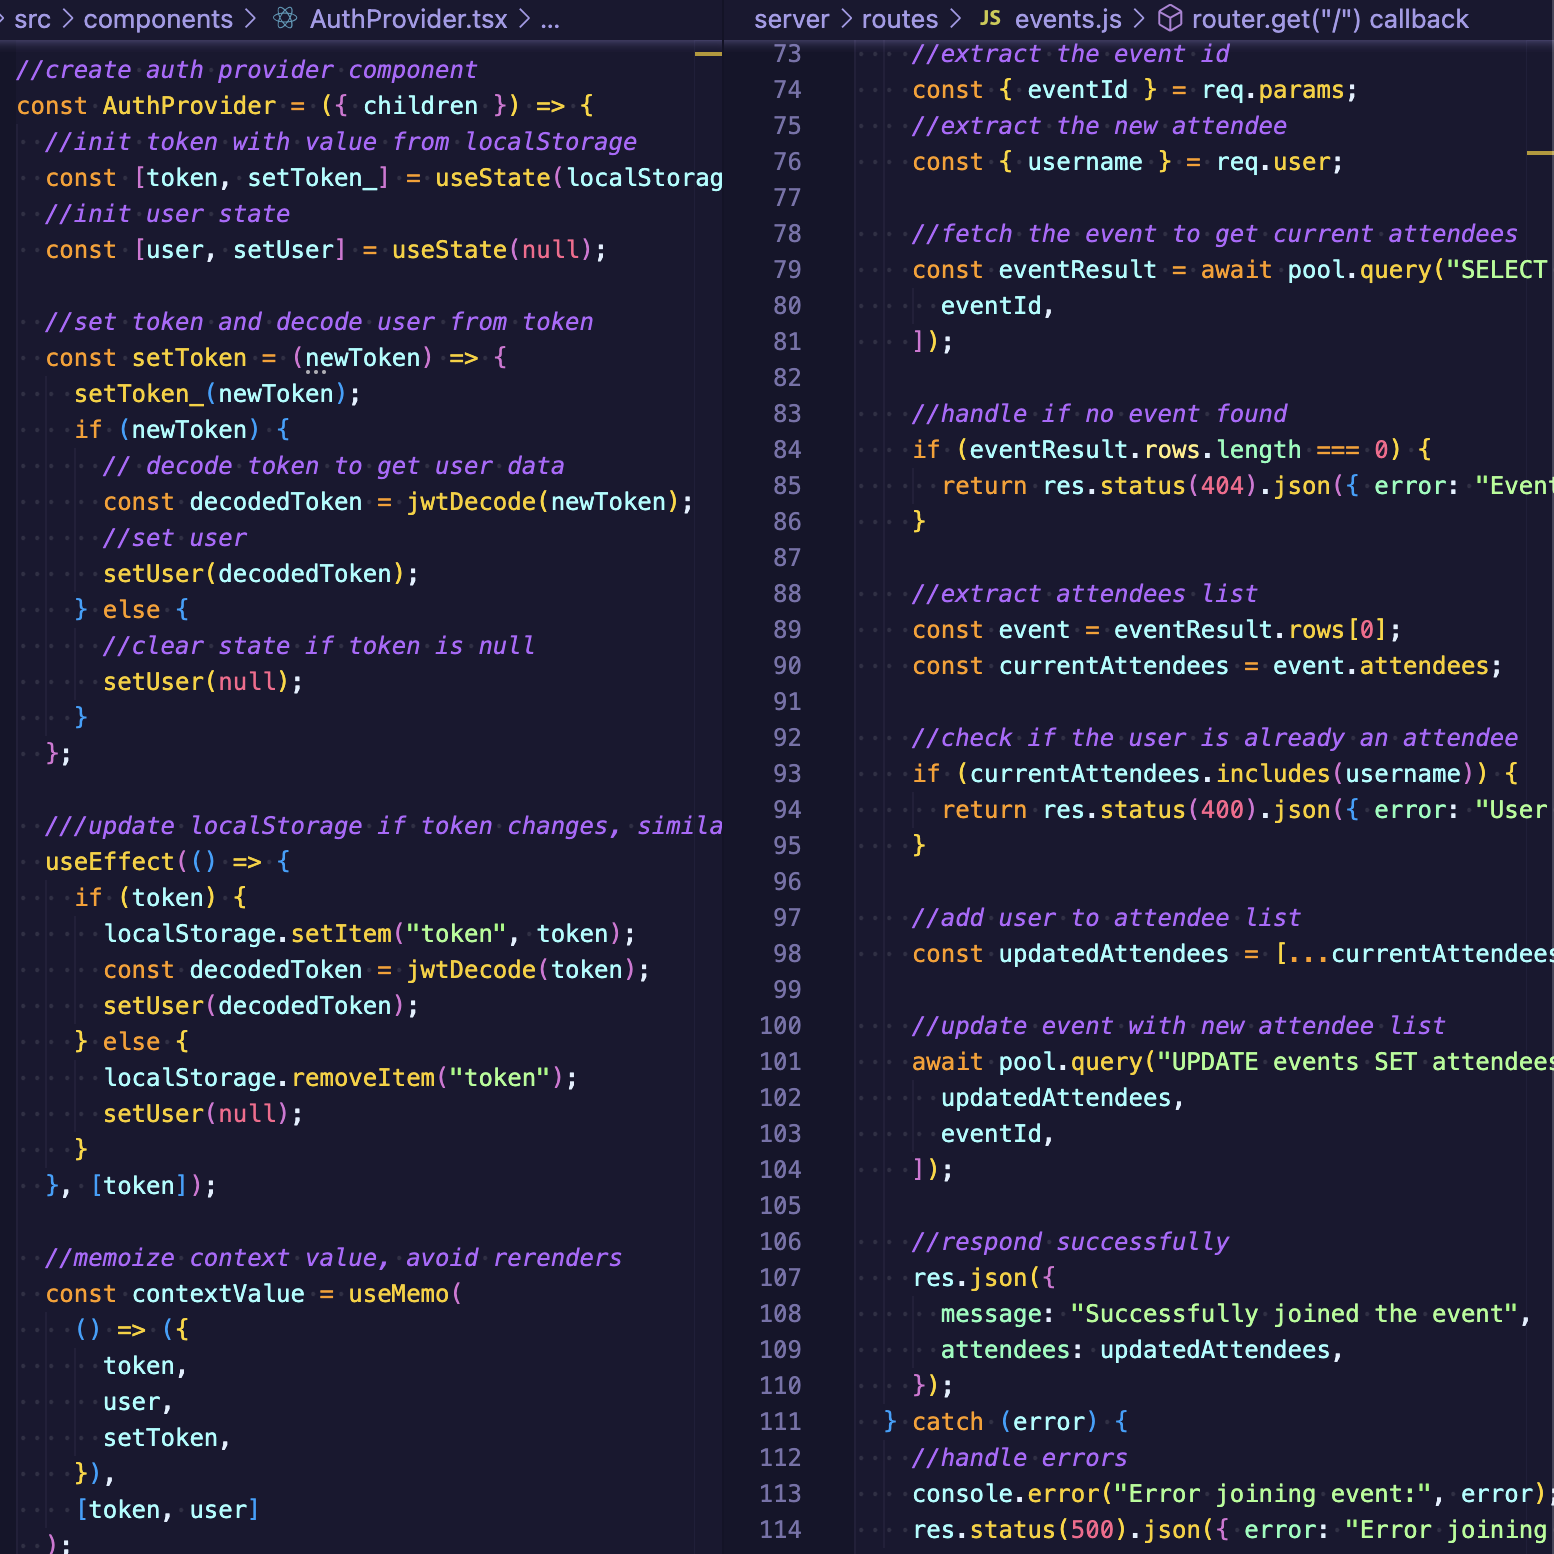 src > components > AuthProvider.tsx > ...
//create auth provider component
const AuthProvider = ({ children }) => {
//init token with value from localStorage
const [token, setToken_] = useState(localStorag
//init user state
const [user, setUser] = useState(null);
//set token and decode user from token
const setToken = (newToken) => {
setToken_(newToken);
if (newToken) {
// decode token to get user data
const decodedToken = jwtDecode(newToken);
//set user
setUser(decodedToken);
} else {
//clear state if token is null
setUser(null);
}
};
///update localStorage if token changes, simila
useEffect(() => {
if (token) {
localStorage.setItem("token", token);
const decodedToken = jwtDecode(token);
setUser(decodedToken);
} else {
localStorage.removeItem("token");
setUser(null);
}
}, [token]);
//memoize context value, avoid rerenders
const contextValue = useMemo(
() => ({
token,
user,
setToken,
}),
[token, user]
);
server > routes > JS events.js > router.get("/") callback
73 //extract the event id
74 const { eventId } = req.params;
75 //extract the new attendee
76 const { username } = req.user;
77
78 //fetch the event to get current attendees
79 const eventResult = await pool.query("SELECT
80 eventId,
81 ]);
82
83 //handle if no event found
84 if (eventResult.rows.length === 0) {
85 return res.status(404).json({ error: "Event
86 }
87
88 //extract attendees list
89 const event = eventResult.rows[0];
90 const currentAttendees = event.attendees;
91
92 //check if the user is already an attendee
93 if (currentAttendees.includes(username)) {
94 return res.status(400).json({ error: "User
95 }
96
97 //add user to attendee list
98 const updatedAttendees = [...currentAttendees
99
100 //update event with new attendee list
101 await pool.query("UPDATE events SET attendees
102 updatedAttendees,
103 eventId,
104 ]);
105
106 //respond successfully
107 res.json({
108 message: "Successfully joined the event",
109 attendees: updatedAttendees,
110 });
111 } catch (error) {
112 //handle errors
113 console.error("Error joining event:", error);
114 res.status(500).json({ error: "Error joining